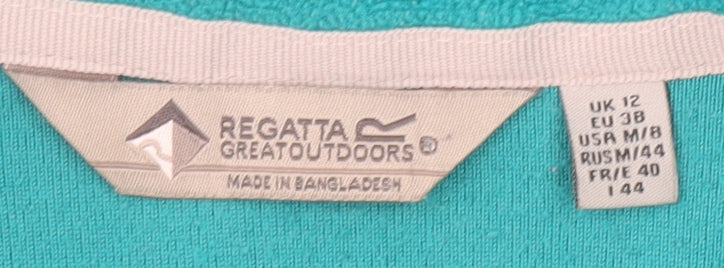 REGATTA
GREATOUTDOORS®
MADE IN BANGLADESH
UK 12
EU 38
USA M/8
RUS M/44
FR/E 40
I 44